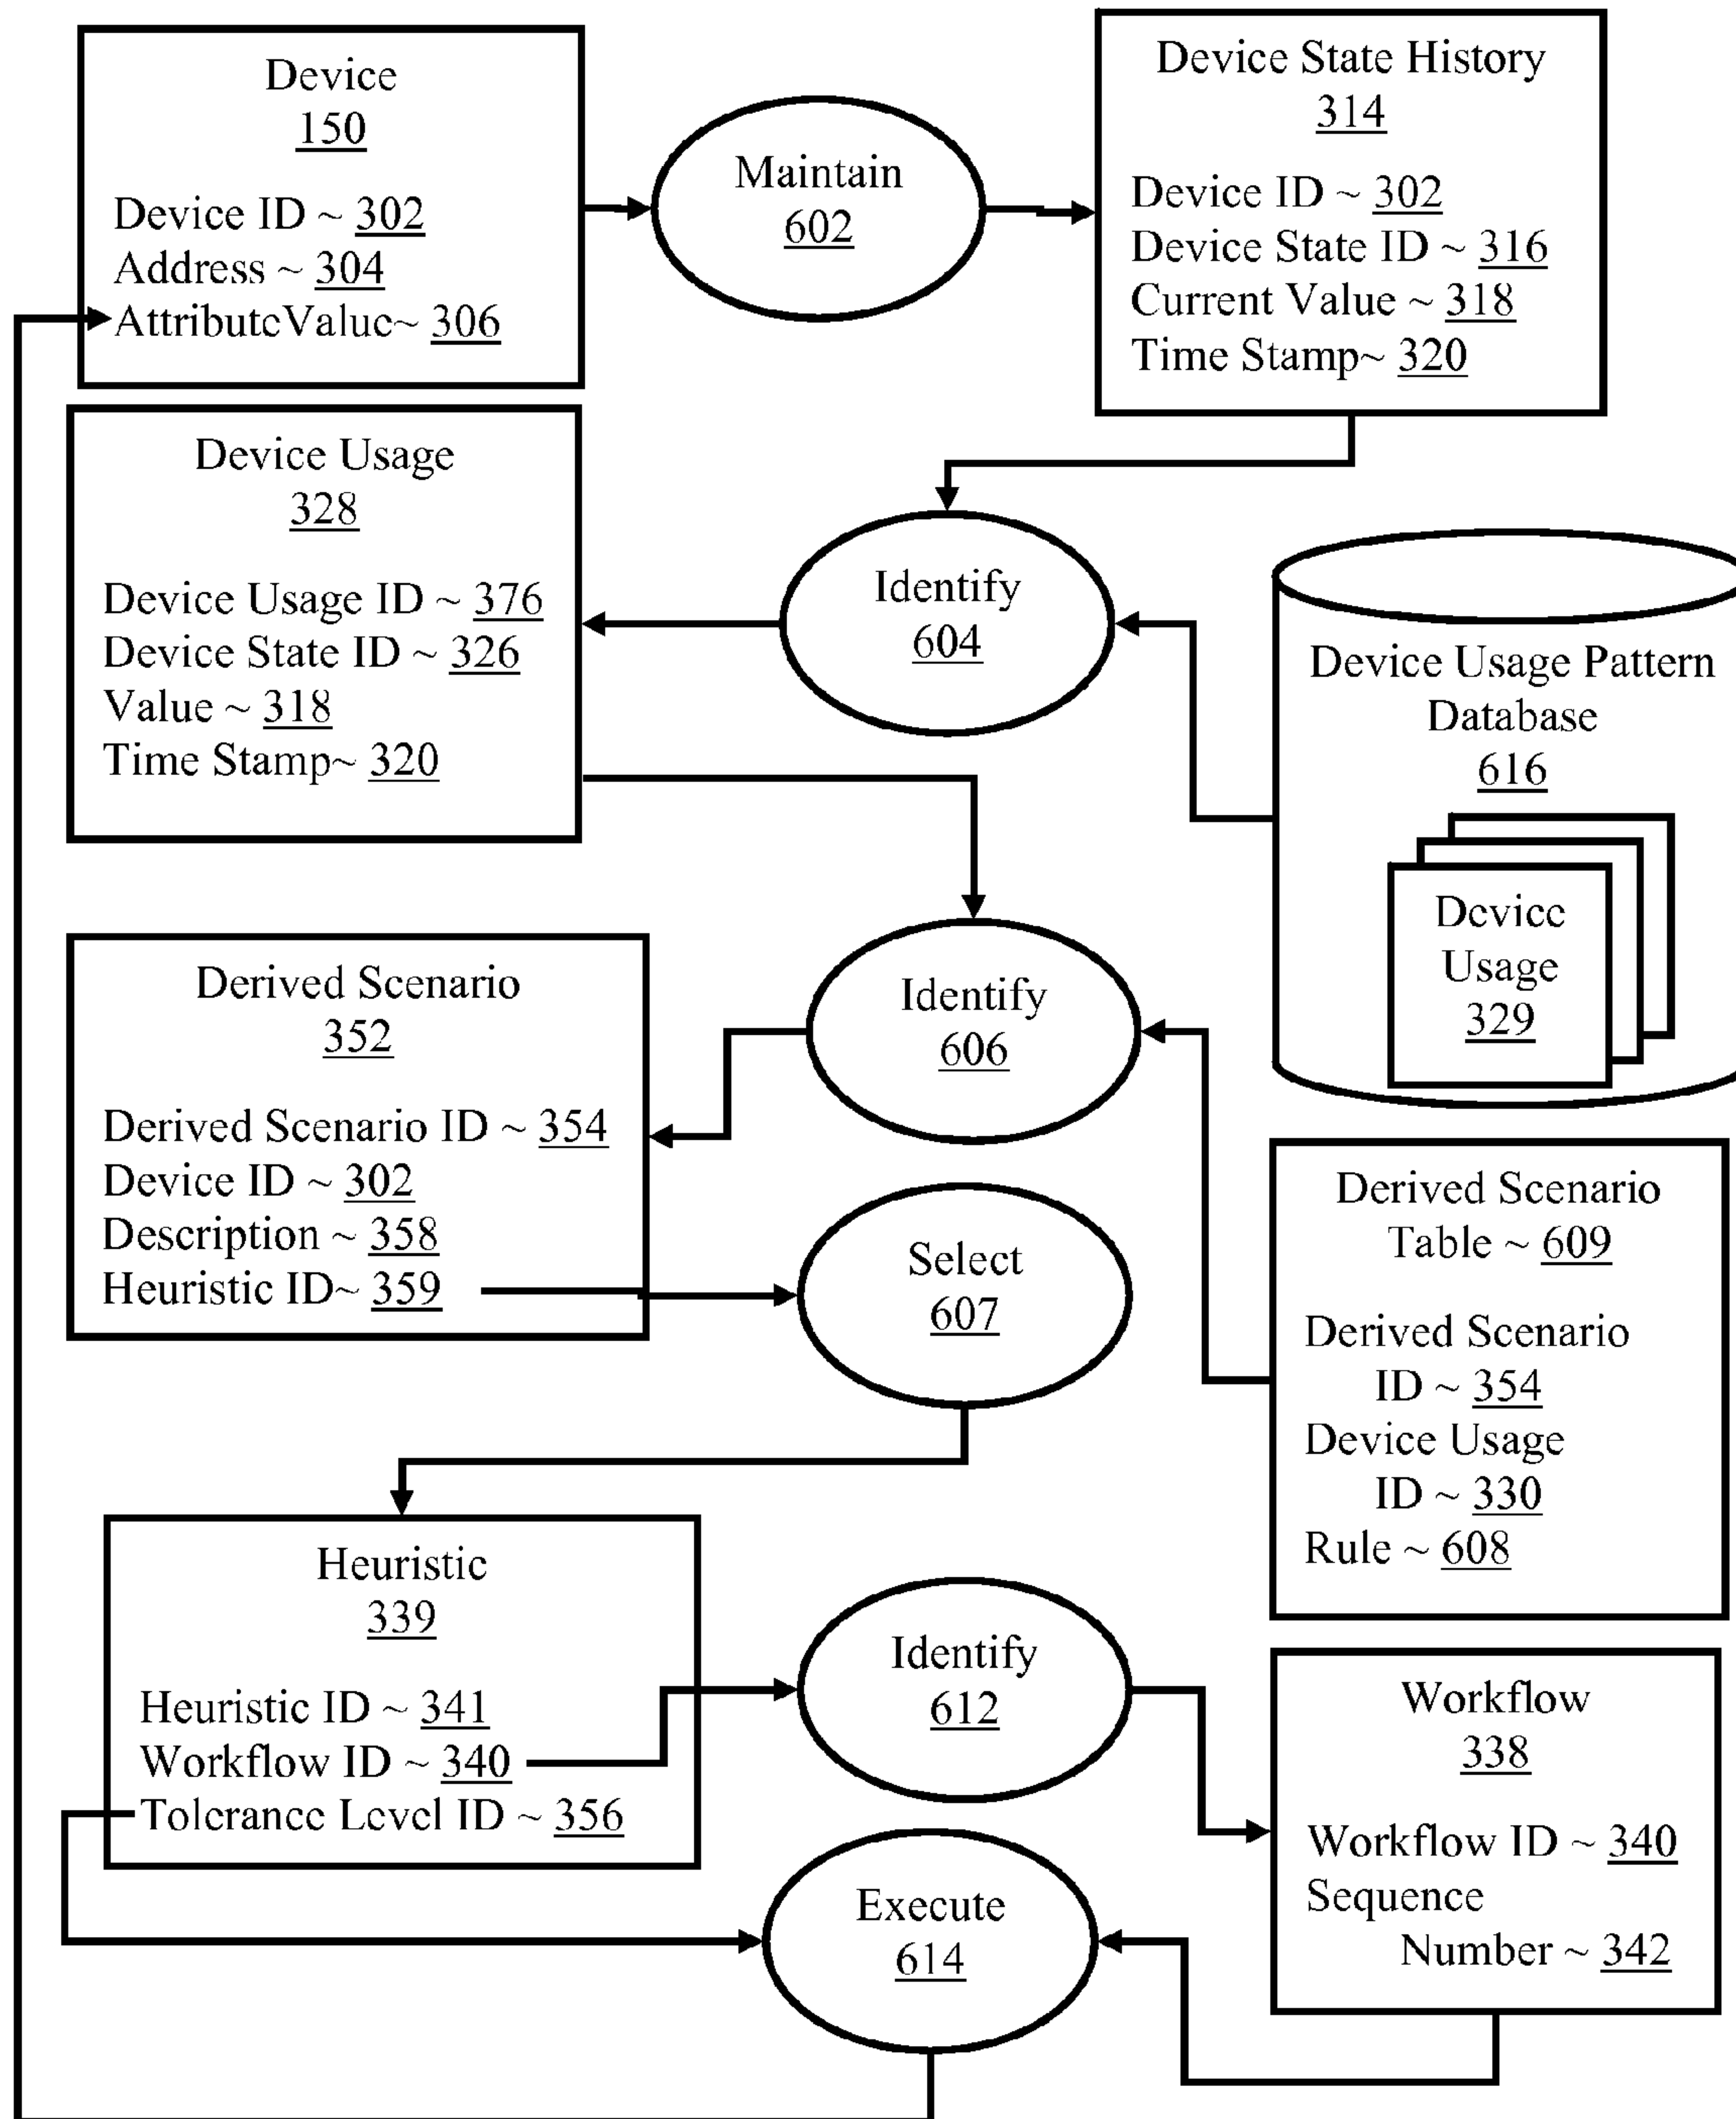 Device
150
Device ID ~ 302
Address ~ 304
AttributeValue~ 306
Maintain
602
Device State History
314
Device ID ~ 302
Device State ID ~ 316
Current Value ~ 318
Time Stamp~ 320
Device Usage
328
Device Usage ID ~ 376
Device State ID ~ 326
Value ~ 318
Time Stamp~ 320
Identify
604
Device Usage Pattern
Database
616
Device
Usage
329
Derived Scenario
352
Derived Scenario ID ~ 354
Device ID ~ 302
Description ~ 358
Heuristic ID~ 359
Identify
606
Select
607
Derived Scenario
Table ~ 609
Derived Scenario
ID ~ 354
Device Usage
ID ~ 330
Rule ~ 608
Heuristic
339
Heuristic ID ~ 341
Workflow ID ~ 340
Tolerance Level ID ~ 356
Identify
612
Execute
614
Workflow
338
Workflow ID ~ 340
Sequence
Number ~ 342